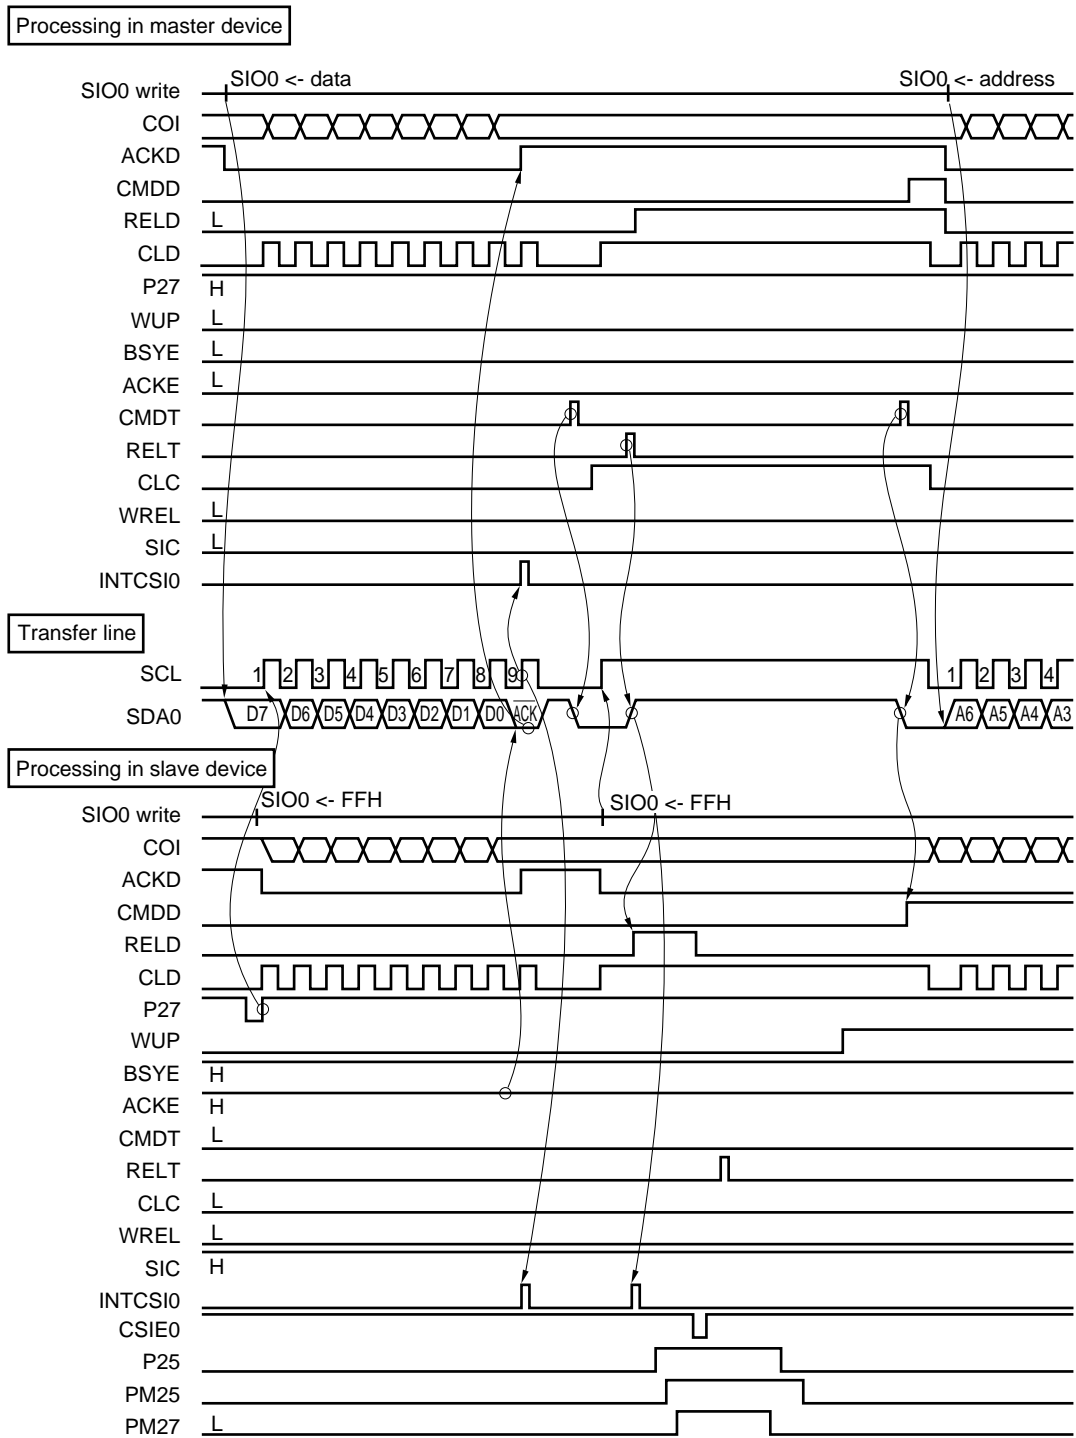 Processing in master device
SIO0 <- data SIO0 <- address
SIO0 write
COI
ACKD
CMDD
RELD L
CLD
P27 H
WUP L
BSYE L
ACKE L
CMDT
RELT
CLC
WREL L
SIC L
INTCSI0
Transfer line
SCL 1 2 3 4 5 6 7 8 9 1 2 3 4
SDA0 D7 D6 D5 D4 D3 D2 D1 D0 ACK A6 A5 A4 A3
Processing in slave device
SIO0 <- FFH SIO0 <- FFH
SIO0 write
COI
ACKD
CMDD
RELD
CLD
P27
WUP
BSYE H
ACKE H
CMDT L
RELT
CLC L
WREL L
SIC H
INTCSI0
CSIE0
P25
PM25
PM27 L